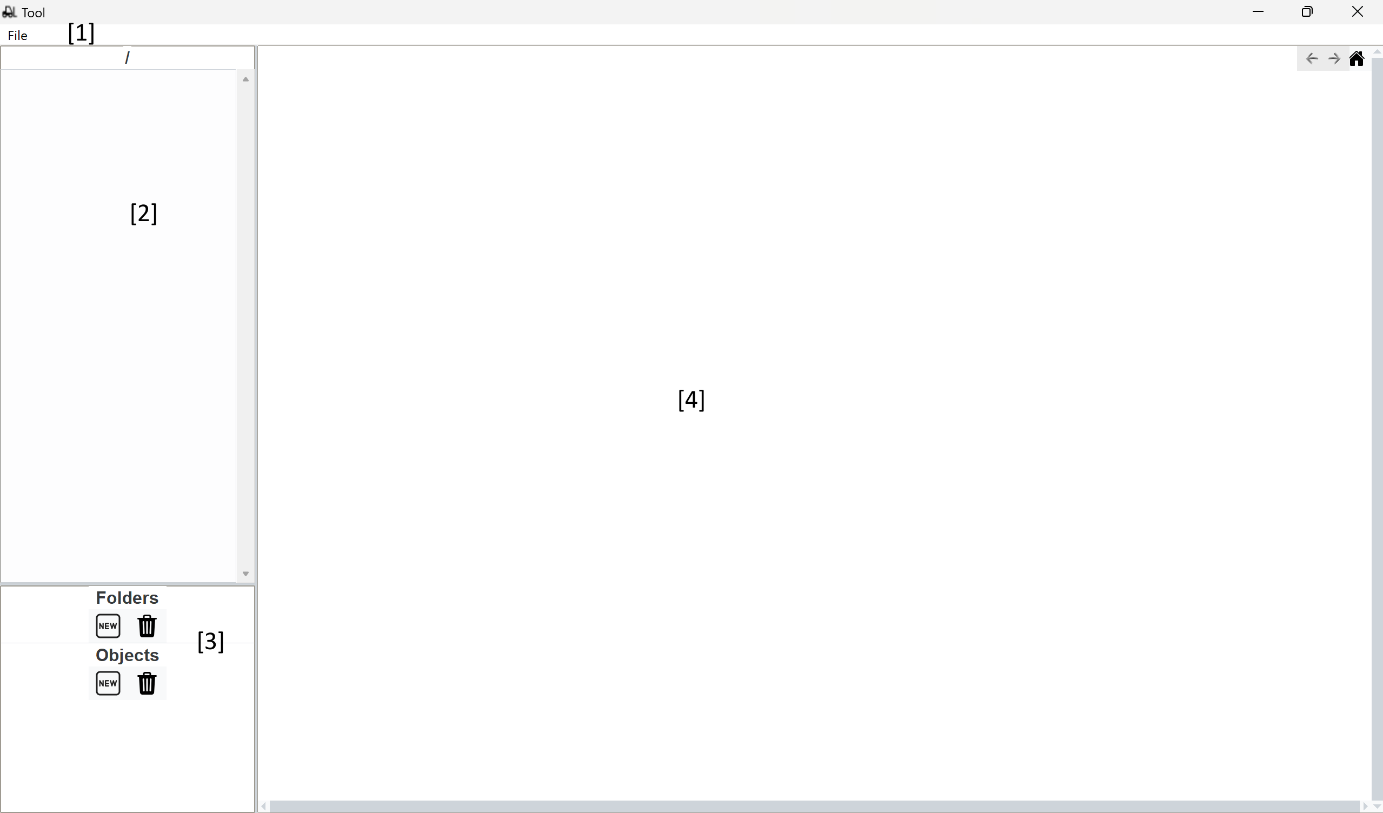 Tool
File
[1]
/
[2]
[4]
Folders
NEW
[3]
Objects
NEW